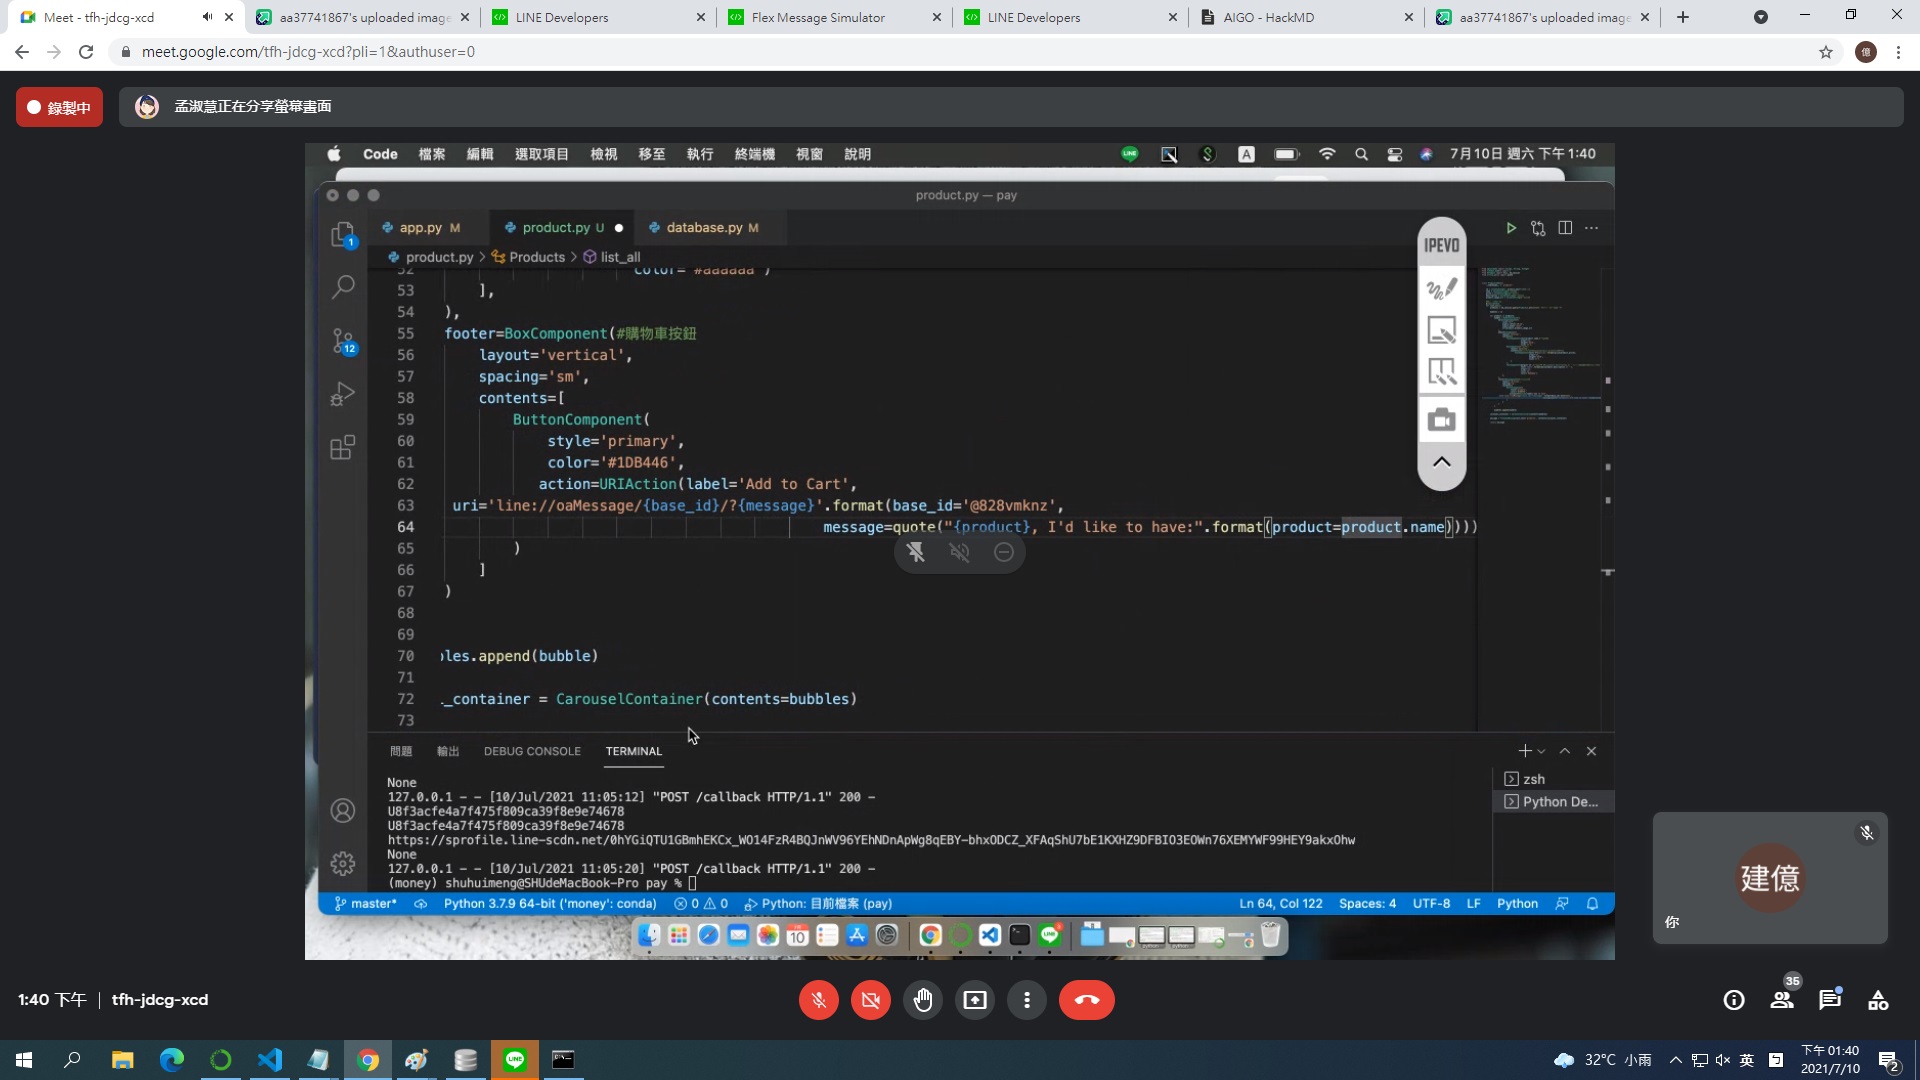 Meet - tfh-jdcg-xcd
aa37741867's uploaded image
LINE Developers
Flex Message Simulator
LINE Developers
AIGO - HackMD
aa37741867's uploaded image
meet.google.com/tfh-jdcg-xcd?pli=1&authuser=0
錄製中
孟淑慧正在分享螢幕畫面
Code 檔案 編輯 選取項目 檢視 移至 執行 終端機 視窗 說明
A
7月10日 週六 下午1:40
product.py — pay
app.py M
product.py U
database.py M
IPEVO
product.py > Products > list_all
52 color='#aaaaaa')
53 ],
54 ),
55 footer=BoxComponent(#購物車按鈕
56 layout='vertical',
57 spacing='sm',
58 contents=[
59 ButtonComponent(
60 style='primary',
61 color='#1DB446',
62 action=URIAction(label='Add to Cart',
63 uri='line://oaMessage/{base_id}/?{message}'.format(base_id='@828vmknz',
64 message=quote("{product}, I'd like to have:".format(product=product.name))))
65 )
66 ]
67 )
68
69
70 les.append(bubble)
71
72 _container = CarouselContainer(contents=bubbles)
73
1
12
問題 輸出 DEBUG CONSOLE TERMINAL
None
127.0.0.1 - - [10/Jul/2021 11:05:12] "POST /callback HTTP/1.1" 200 -
U8f3acfe4a7f475f809ca39f8e9e74678
U8f3acfe4a7f475f809ca39f8e9e74678
https://sprofile.line-scdn.net/0hYGiQTU1GBmhEKCx_WO14FzR4BQJnWV96YEhNDnApWg8qEBY-bhxODCZ_XFAqShU7bE1KXHZ9DFBIO3EOWn76XEMYWF99HEY9akxOhw
None
127.0.0.1 - - [10/Jul/2021 11:05:20] "POST /callback HTTP/1.1" 200 -
(money) shuhuimeng@SHUdeMacBook-Pro pay %
zsh
Python De...
master*
Python 3.7.9 64-bit ('money': conda)
0 0
Python: 目前檔案 (pay)
Ln 64, Col 122
Spaces: 4
UTF-8
LF
Python
10
建億
你
1:40 下午 | tfh-jdcg-xcd
35
32°C 小雨
英
下午 01:40
2021/7/10
2